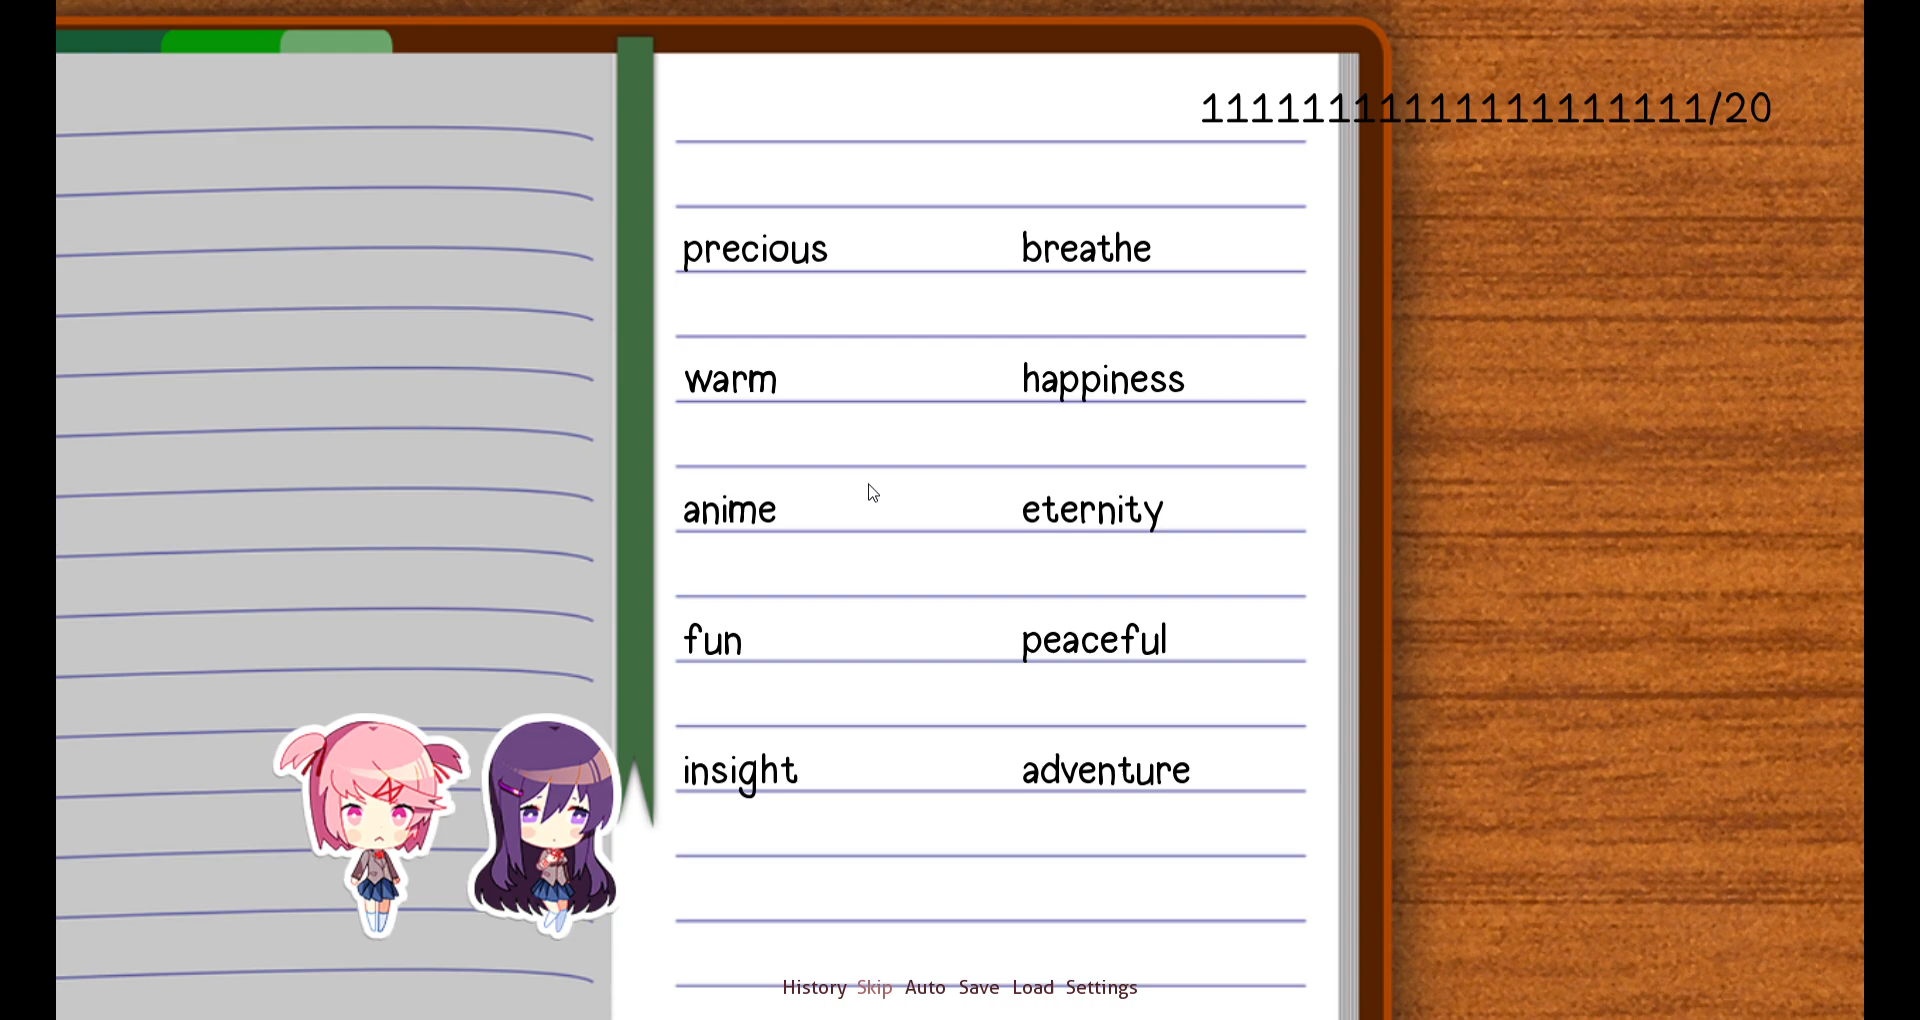 11111111111111111111/20
precious breathe
warm happiness
anime eternity
fun peaceful
insight adventure
History Skip Auto Save Load Settings